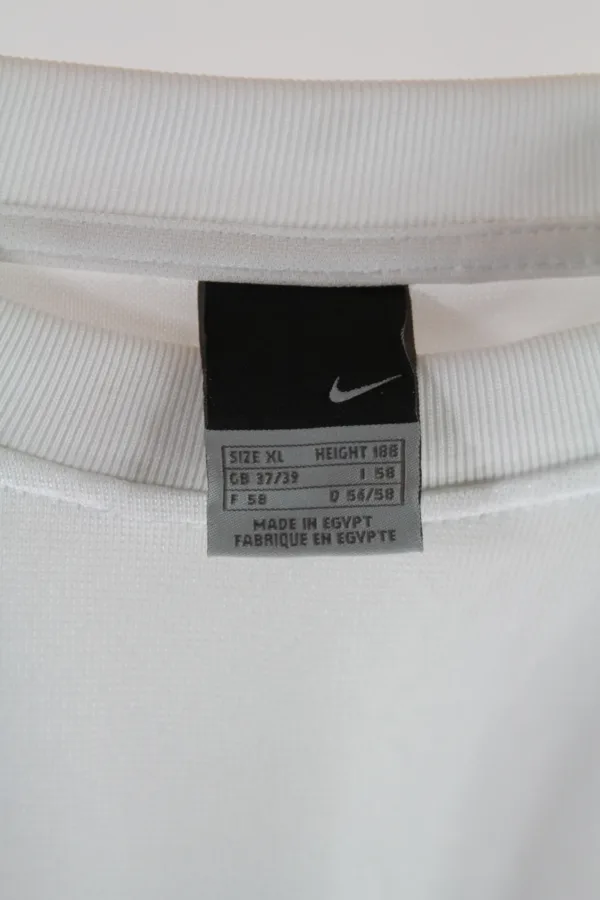 SIZE XL HEIGHT 188
GB 37/39 I 58
F 58 D 56/58
MADE IN EGYPT
FABRIQUE EN EGYPTE